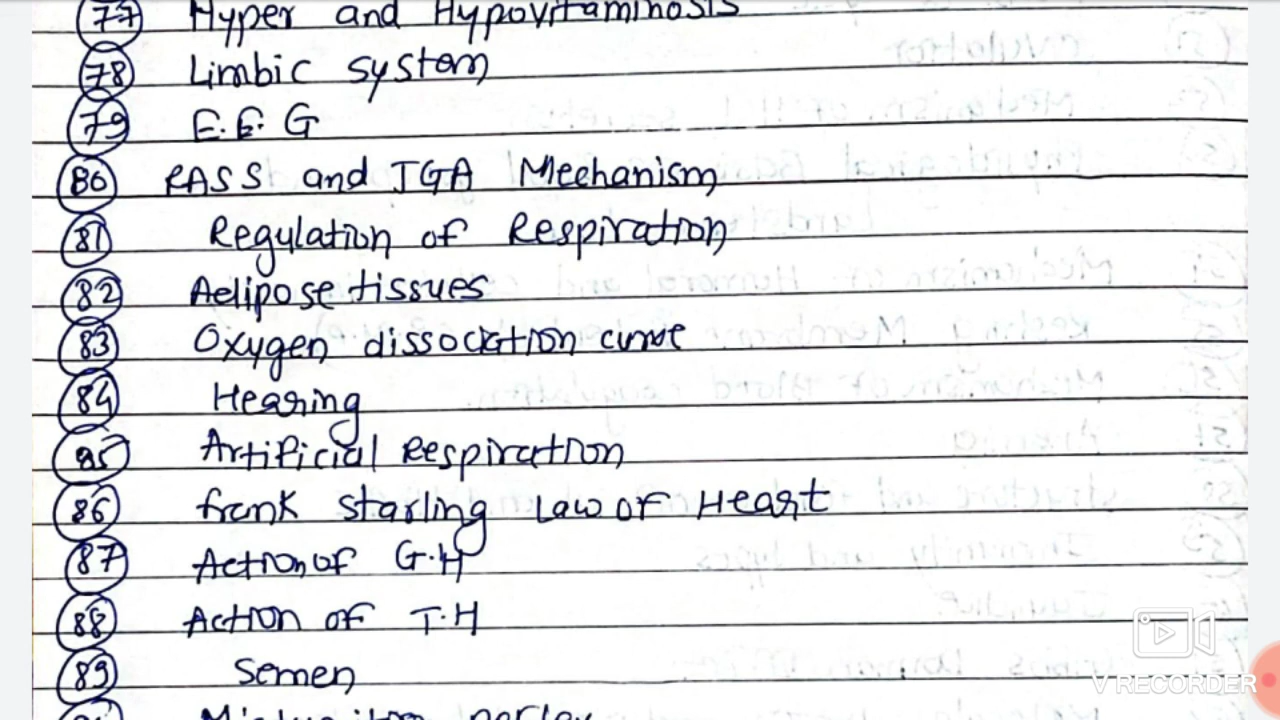 77 Hyper and Hypovitaminosis
78 Limbic system
79 E.E.G
80 RASS and JGA Mechanism
81 Regulation of Respiration
82 Adipose tissues
83 Oxygen dissociation curve
84 Hearing
85 Artificial Respiration
86 frank starling Law of Heart
87 Action of G.H
88 Action of T.H
89 Semen
V RECORDER